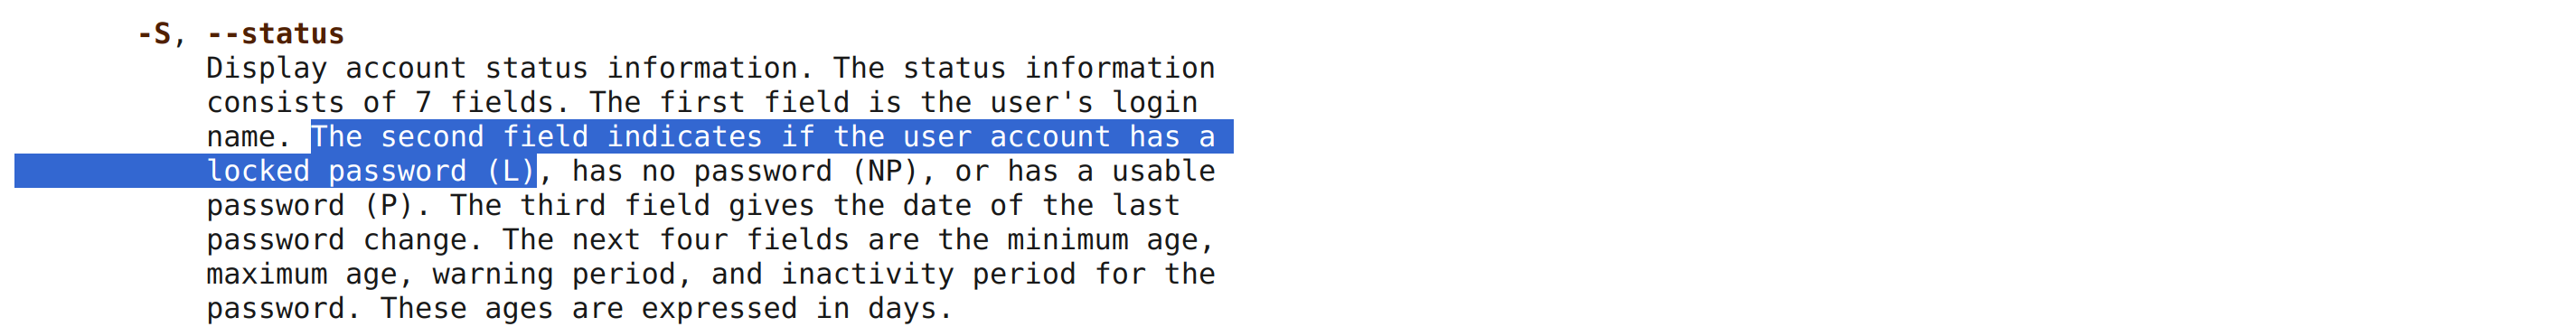 -S, --status
Display account status information. The status information
consists of 7 fields. The first field is the user's login
name. The second field indicates if the user account has a
locked password (L), has no password (NP), or has a usable
password (P). The third field gives the date of the last
password change. The next four fields are the minimum age,
maximum age, warning period, and inactivity period for the
password. These ages are expressed in days.